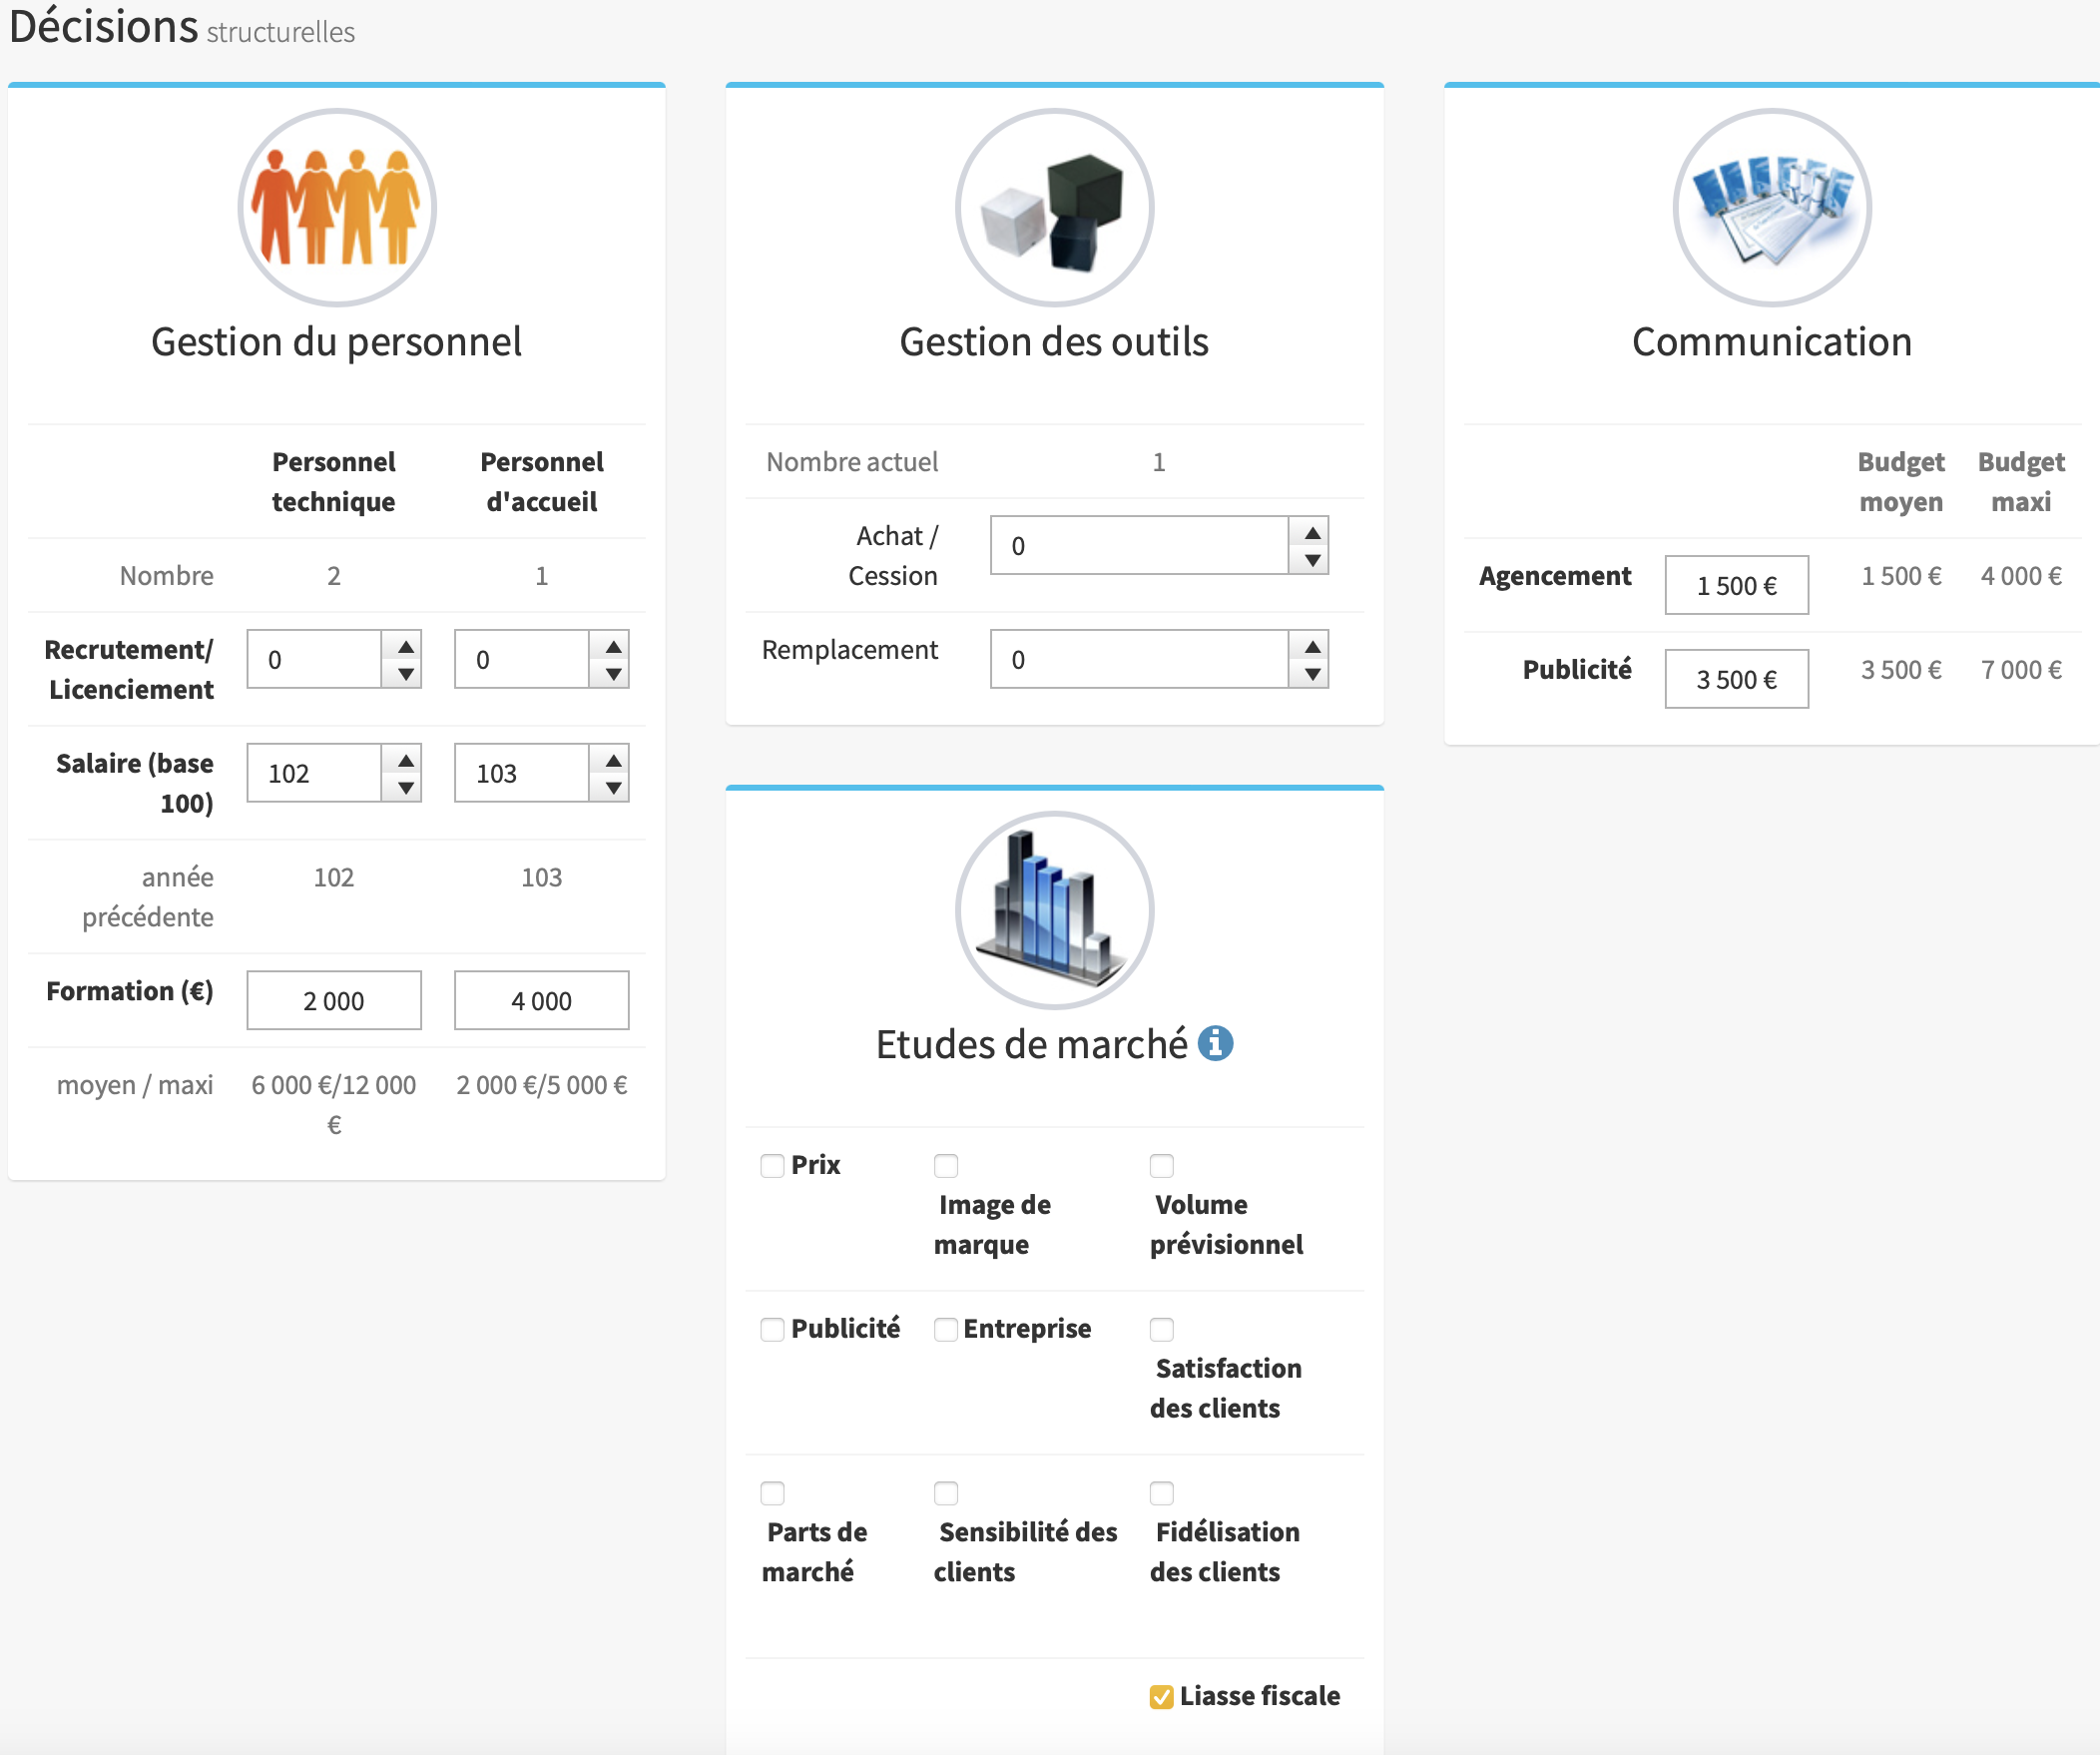 Décisions structurelles
Gestion du personnel
Personnel technique
Personnel d'accueil
Nombre 2 1
Recrutement/
Licenciement
0 0
Salaire (base
100)
102 103
année
précédente
102 103
Formation (€) 2 000 4 000
moyen / maxi 6 000 €/12 000
€
2 000 €/5 000 €
Gestion des outils
Nombre actuel 1
Achat /
Cession
0
Remplacement 0
Etudes de marché
Prix
Image de
marque
Volume
prévisionnel
Publicité
Entreprise
Satisfaction
des clients
Parts de
marché
Sensibilité des
clients
Fidélisation
des clients
Liasse fiscale
Communication
Budget
moyen
Budget
maxi
Agencement 1 500 € 1 500 € 4 000 €
Publicité 3 500 € 3 500 € 7 000 €